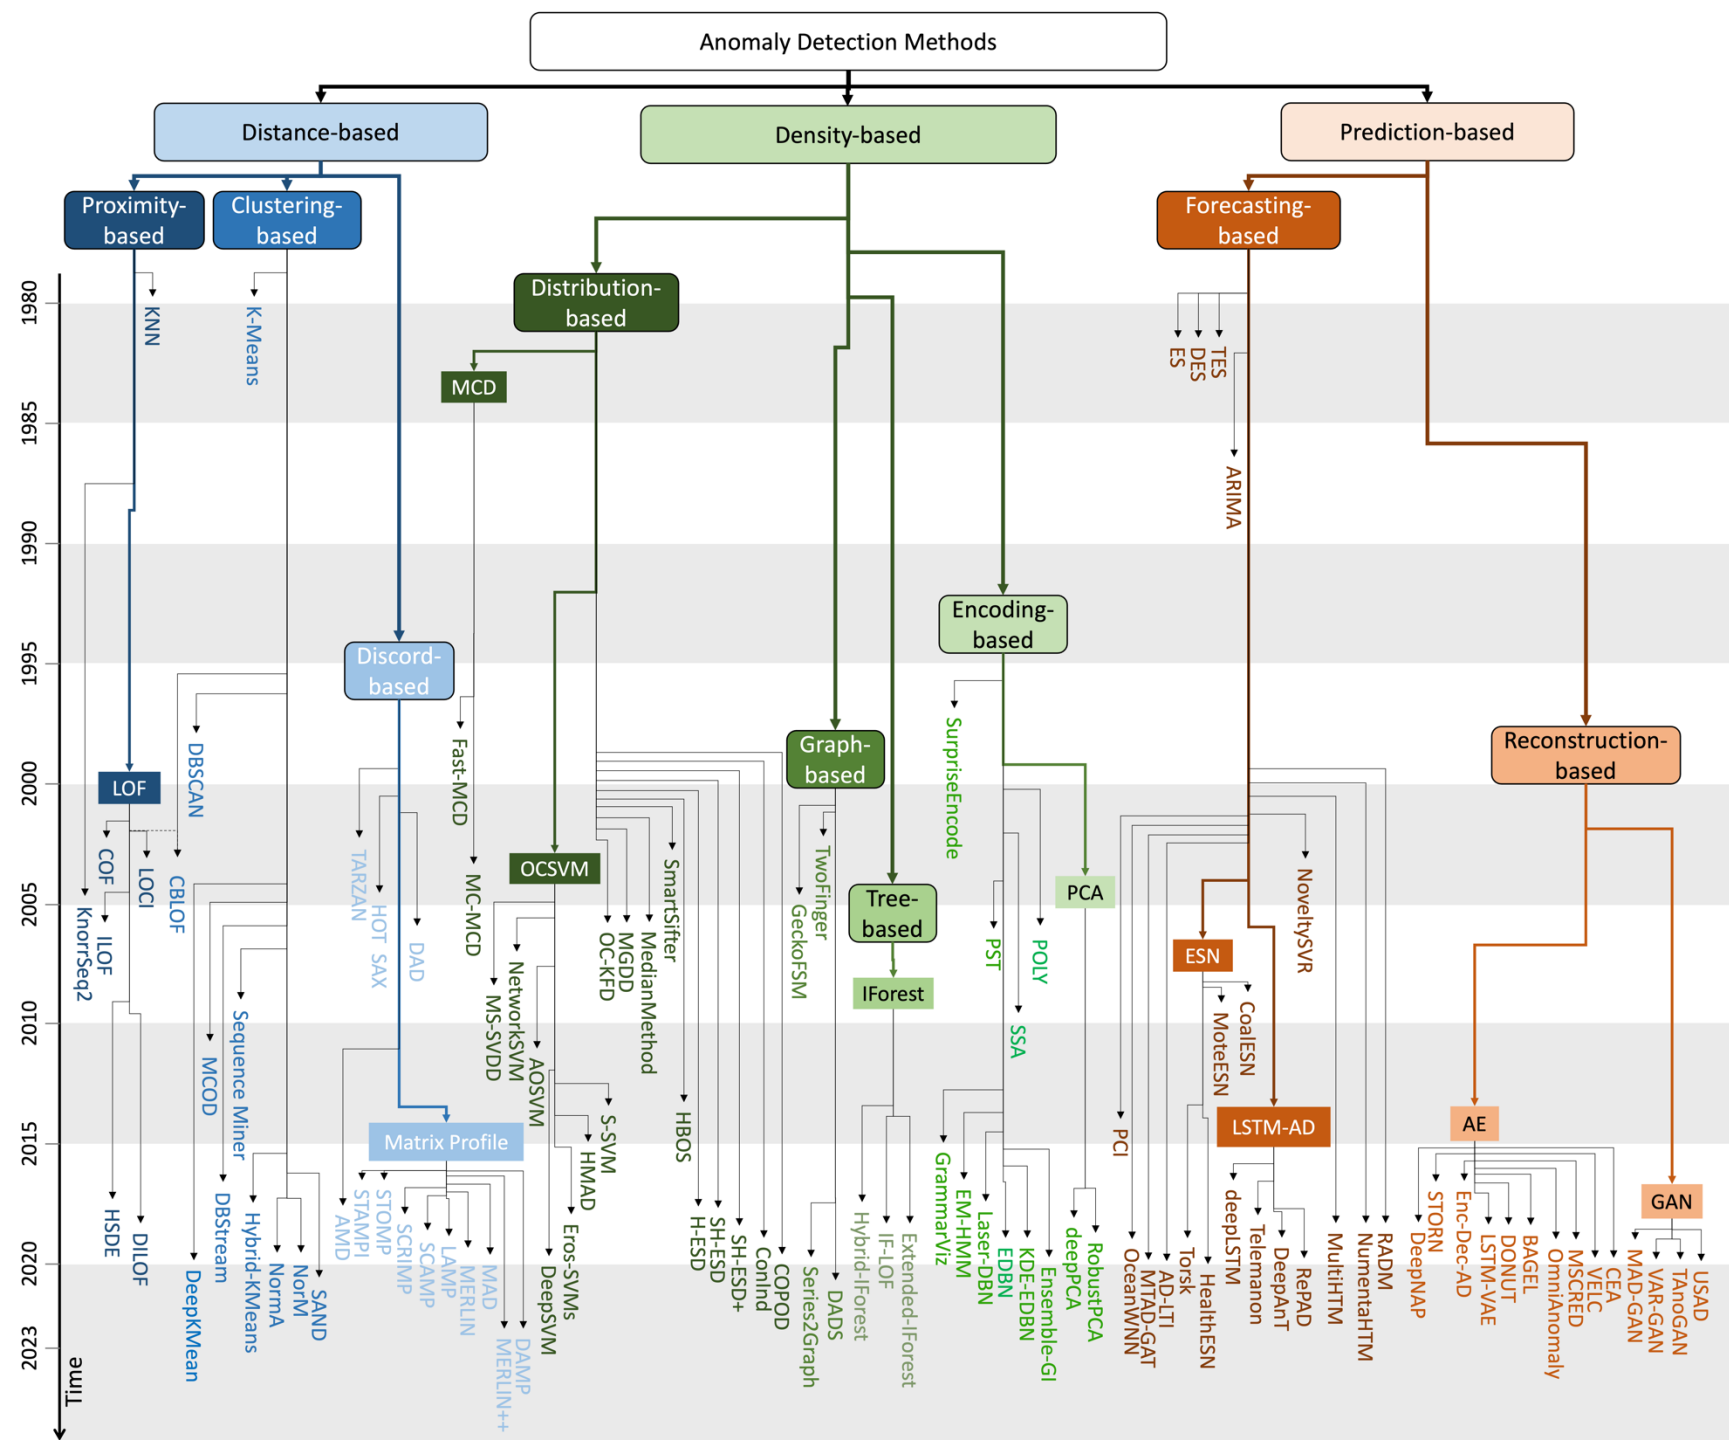 Anomaly Detection Methods
Distance-based
Density-based
Prediction-based
Proximity-
based
Clustering-
based
Forecasting-
based
Distribution-
based
Discord-
based
Encoding-
based
Graph-
based
Tree-
based
Reconstruction-
based
1980
1985
1990
1995
2000
2005
2010
2015
2020
2023
Time
KNN
KnorrSeq2
LOF
COF
LOCI
ILOF
HSDE
DILOF
K-Means
DBSCAN
CBLOF
DeepKMean
MCOD
DBStream
Sequence Miner
Hybrid-KMeans
NormA
NorM
SAND
TARZAN
HOT SAX
DAD
AMD
Matrix Profile
STAMPI
STOMP
SCRIMP
SCAMP
LAMP
MERLIN
MAD
MERLIN++
DAMP
MCD
Fast-MCD
MC-MCD
OCSVM
MS-SVDD
NetworkSVM
AOSVM
DeepSVM
Eros-SVMs
HMAD
S-SVM
OC-KFD
MGDD
MedianMethod
SmartSifter
HBOS
H-ESD
SH-ESD
SH-ESD+
ConInd
COPOD
GeckoFSM
TwoFinger
Series2Graph
DADS
IForest
Hybrid-IForest
IF-LOF
Extended-IForest
SurpriseEncode
PST
SSA
POLY
GrammarViz
EM-HMM
Laser-DBN
EDBN
KDE-EDBN
Ensemble-GI
PCA
deepPCA
RobustPCA
ES
DES
TES
ARIMA
PCI
OceanWNN
MTAD-GAT
AD-LTI
ESN
MoteESN
CoalESN
Torsk
HealthESN
NoveltySVR
LSTM-AD
deepLSTM
Telemanon
DeepAnT
RePAD
MultiHTM
NumentaHTM
RADM
AE
DeepNAP
STORN
Enc-Dec-AD
LSTM-VAE
DONUT
BAGEL
OmniAnomaly
MSCRED
VELC
CEA
GAN
MAD-GAN
VAR-GAN
TAnoGAN
USAD